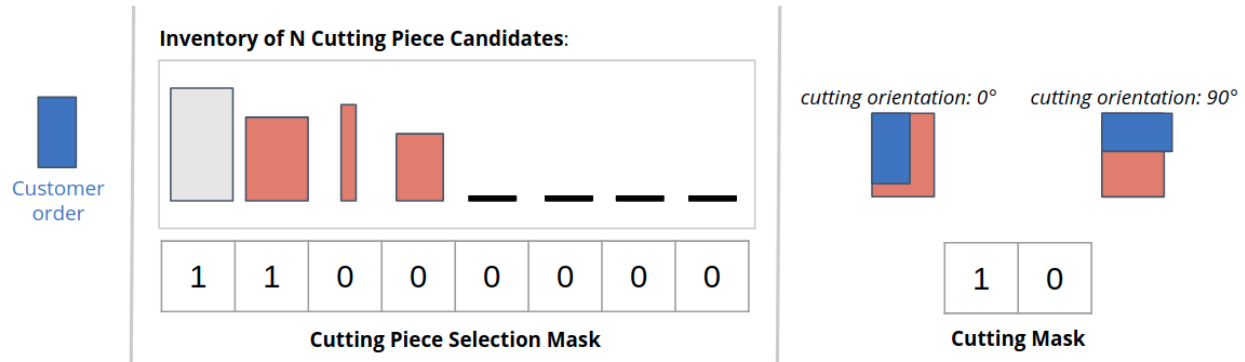 Inventory of N Cutting Piece Candidates:
cutting orientation: 0° cutting orientation: 90°
Customer
order
1 1 0 0 0 0 0 0
1 0
Cutting Piece Selection Mask
Cutting Mask